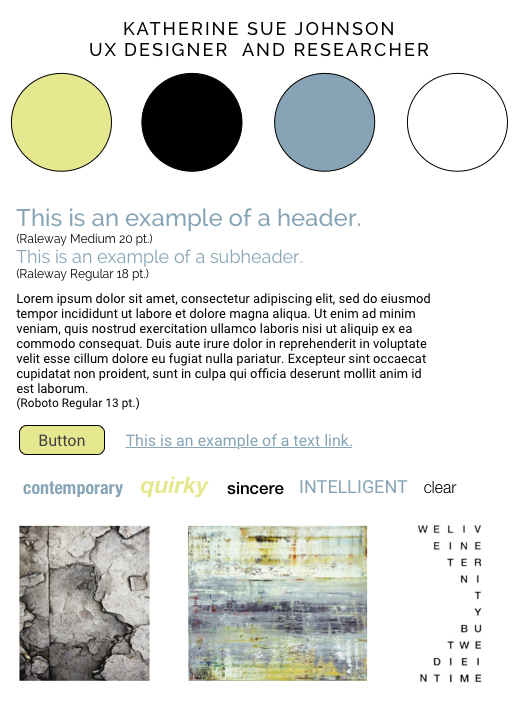 KATHERINE SUE JOHNSON
UX DESIGNER AND RESEARCHER
This is an example of a header.
(Raleway Medium 20 pt.)
This is an example of a subheader.
(Raleway Regular 18 pt.)
Lorem ipsum dolor sit amet, consectetur adipiscing elit, sed do eiusmod
tempor incididunt ut labore et dolore magna aliqua. Ut enim ad minim
veniam, quis nostrud exercitation ullamco laboris nisi ut aliquip ex ea
commodo consequat. Duis aute irure dolor in reprehenderit in voluptate
velit esse cillum dolore eu fugiat nulla pariatur. Excepteur sint occaecat
cupidatat non proident, sunt in culpa qui officia deserunt mollit anim id
est laborum.
(Roboto Regular 13 pt.)
Button This is an example of a text link.
contemporary quirky sincere INTELLIGENT clear
W E L I V
E I N E
T E R
N I
T
Y
B U
T W E
D I E I
N T I M E